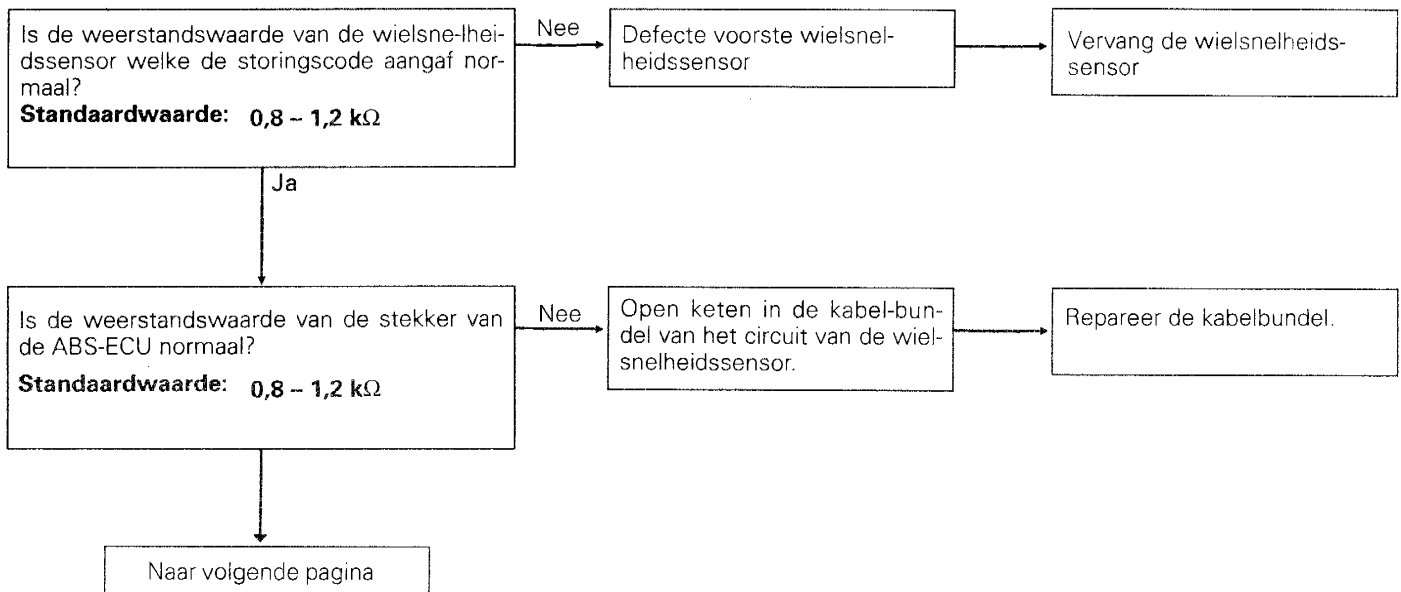 Is de weerstandswaarde van de wielsne-lhei-
dssensor welke de storingscode aangaf nor-
maal?
Standaardwaarde: 0,8 – 1,2 kΩ
Nee
Defecte voorste wielsnel-
heidssensor
Vervang de wielsnelheids-
sensor
Ja
Is de weerstandswaarde van de stekker van
de ABS-ECU normaal?
Standaardwaarde: 0,8 – 1,2 kΩ
Nee
Open keten in de kabel-bun-
del van het circuit van de wiel-
snelheidssensor.
Repareer de kabelbundel.
Naar volgende pagina